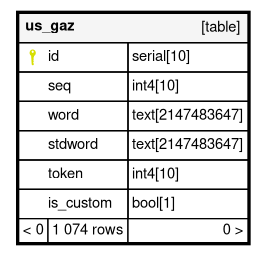 us_gaz [table]
id serial[10]
seq int4[10]
word text[2147483647]
stdword text[2147483647]
token int4[10]
is_custom bool[1]
< 0 1 074 rows 0 >